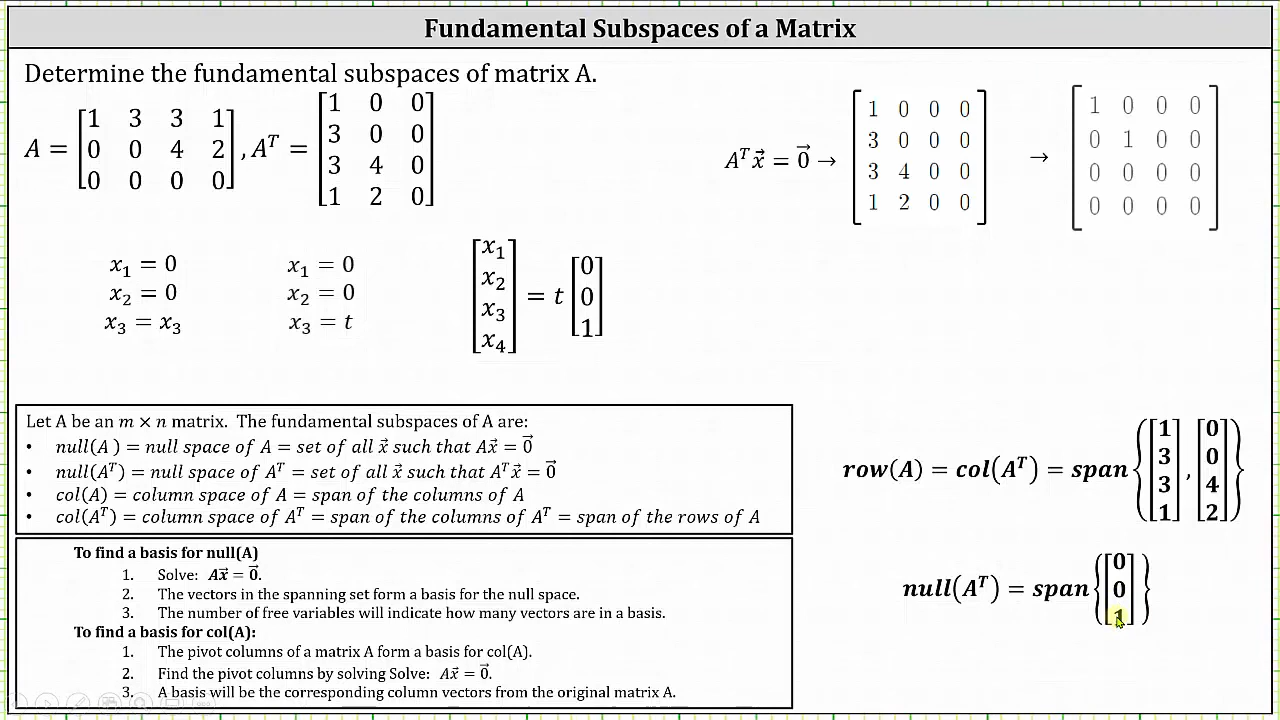 Fundamental Subspaces of a Matrix
Determine the fundamental subspaces of matrix A.
A = [1 3 3 1
0 0 4 2
0 0 0 0], Aᵀ = [1 0 0
3 0 0
3 4 0
1 2 0]
Aᵀx⃗ = 0⃗ → [1 0 0 0
3 0 0 0
3 4 0 0
1 2 0 0] → [1 0 0 0
0 1 0 0
0 0 0 0
0 0 0 0]
x₁ = 0
x₂ = 0
x₃ = x₃
x₁ = 0
x₂ = 0
x₃ = t
[x₁
x₂
x₃
x₄] = t [0
0
1]
Let A be an m × n matrix. The fundamental subspaces of A are:
• null(A) = null space of A = set of all x⃗ such that Ax⃗ = 0⃗
• null(Aᵀ) = null space of Aᵀ = set of all x⃗ such that Aᵀx⃗ = 0⃗
• col(A) = column space of A = span of the columns of A
• col(Aᵀ) = column space of Aᵀ = span of the columns of Aᵀ = span of the rows of A
To find a basis for null(A)
1. Solve: Ax⃗ = 0⃗.
2. The vectors in the spanning set form a basis for the null space.
3. The number of free variables will indicate how many vectors are in a basis.
To find a basis for col(A):
1. The pivot columns of a matrix A form a basis for col(A).
2. Find the pivot columns by solving Solve: Ax⃗ = 0⃗.
3. A basis will be the corresponding column vectors from the original matrix A.
row(A) = col(Aᵀ) = span {[1
3
3
1], [0
0
4
2]}
null(Aᵀ) = span {[0
0
1]}